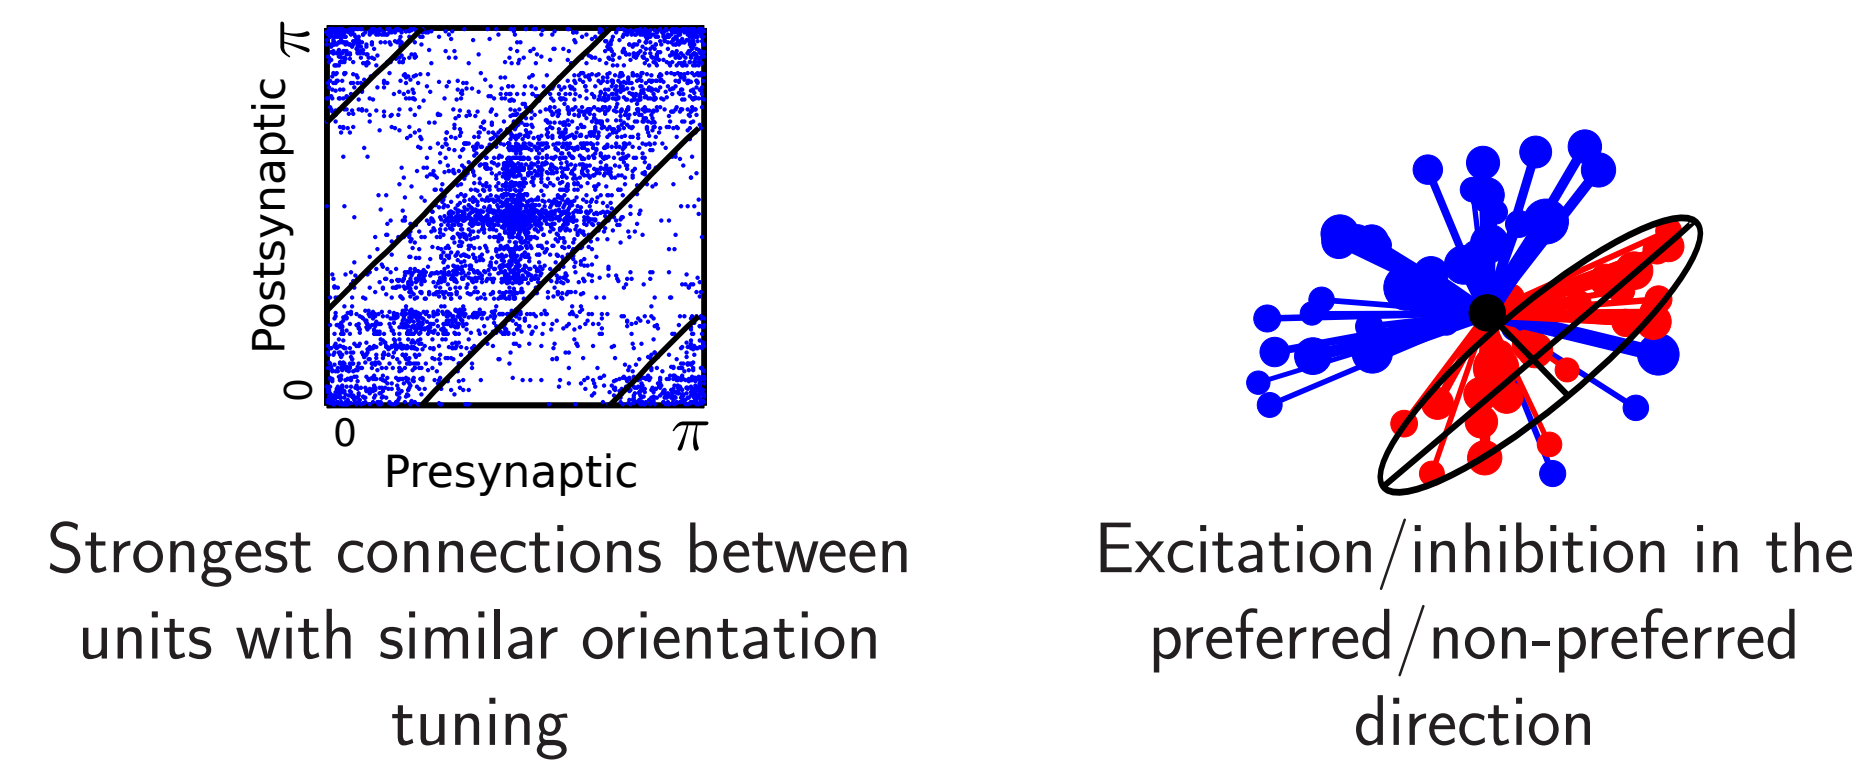 π
Postsynaptic
0
0
π
Presynaptic
Strongest connections between
units with similar orientation
tuning
Excitation/inhibition in the
preferred/non-preferred
direction